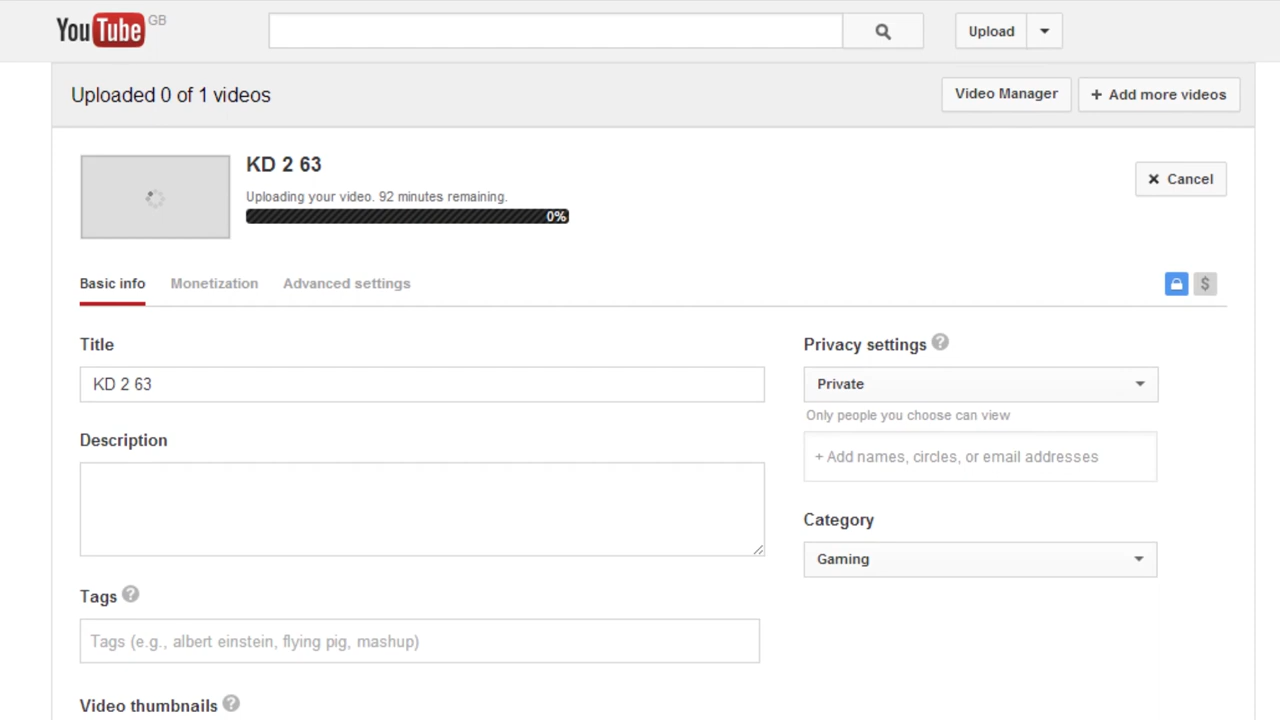 YouTube GB
Upload
Uploaded 0 of 1 videos
Video Manager
+ Add more videos
KD 2 63
Uploading your video. 92 minutes remaining.
0%
× Cancel
Basic info
Monetization
Advanced settings
$
Title
KD 2 63
Description
Tags ?
Tags (e.g., albert einstein, flying pig, mashup)
Video thumbnails ?
Privacy settings ?
Private
Only people you choose can view
+ Add names, circles, or email addresses
Category
Gaming